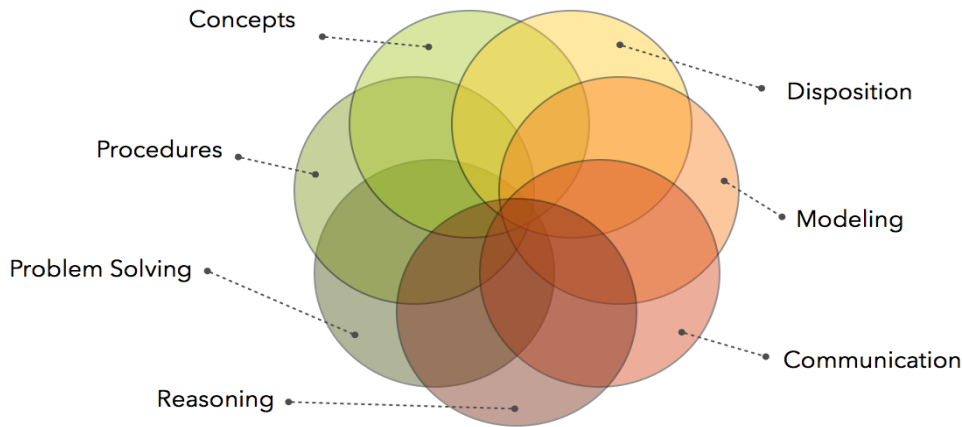 Concepts
Disposition
Procedures
Modeling
Problem Solving
Communication
Reasoning